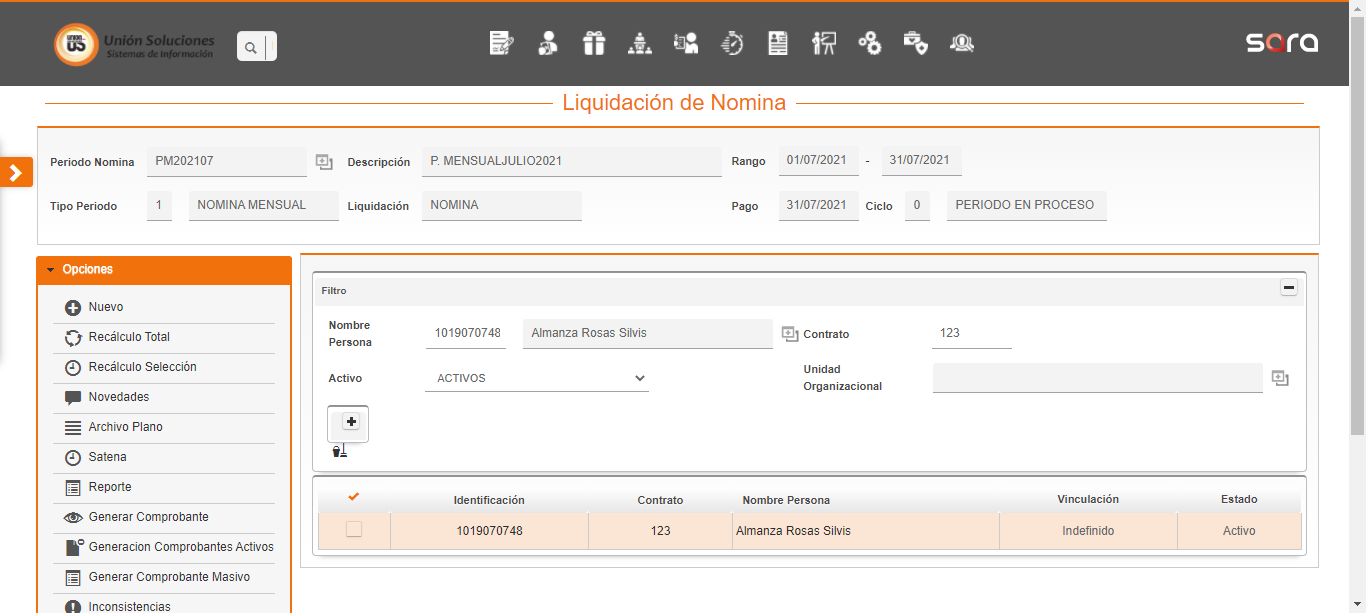 Unión Soluciones
Sistemas de Información
sara
Liquidación de Nomina
Periodo Nomina PM202107 Descripción P. MENSUALJULIO2021 Rango 01/07/2021 - 31/07/2021
Tipo Periodo 1 NOMINA MENSUAL Liquidación NOMINA Pago 31/07/2021 Ciclo 0 PERIODO EN PROCESO
Opciones
Nuevo
Recálculo Total
Recálculo Selección
Novedades
Archivo Plano
Satena
Reporte
Generar Comprobante
Generacion Comprobantes Activos
Generar Comprobante Masivo
Inconsistencias
Filtro
Nombre Persona 1019070748 Almanza Rosas Silvis Contrato 123
Activo ACTIVOS Unidad Organizacional
Identificación Contrato Nombre Persona Vinculación Estado
1019070748 123 Almanza Rosas Silvis Indefinido Activo